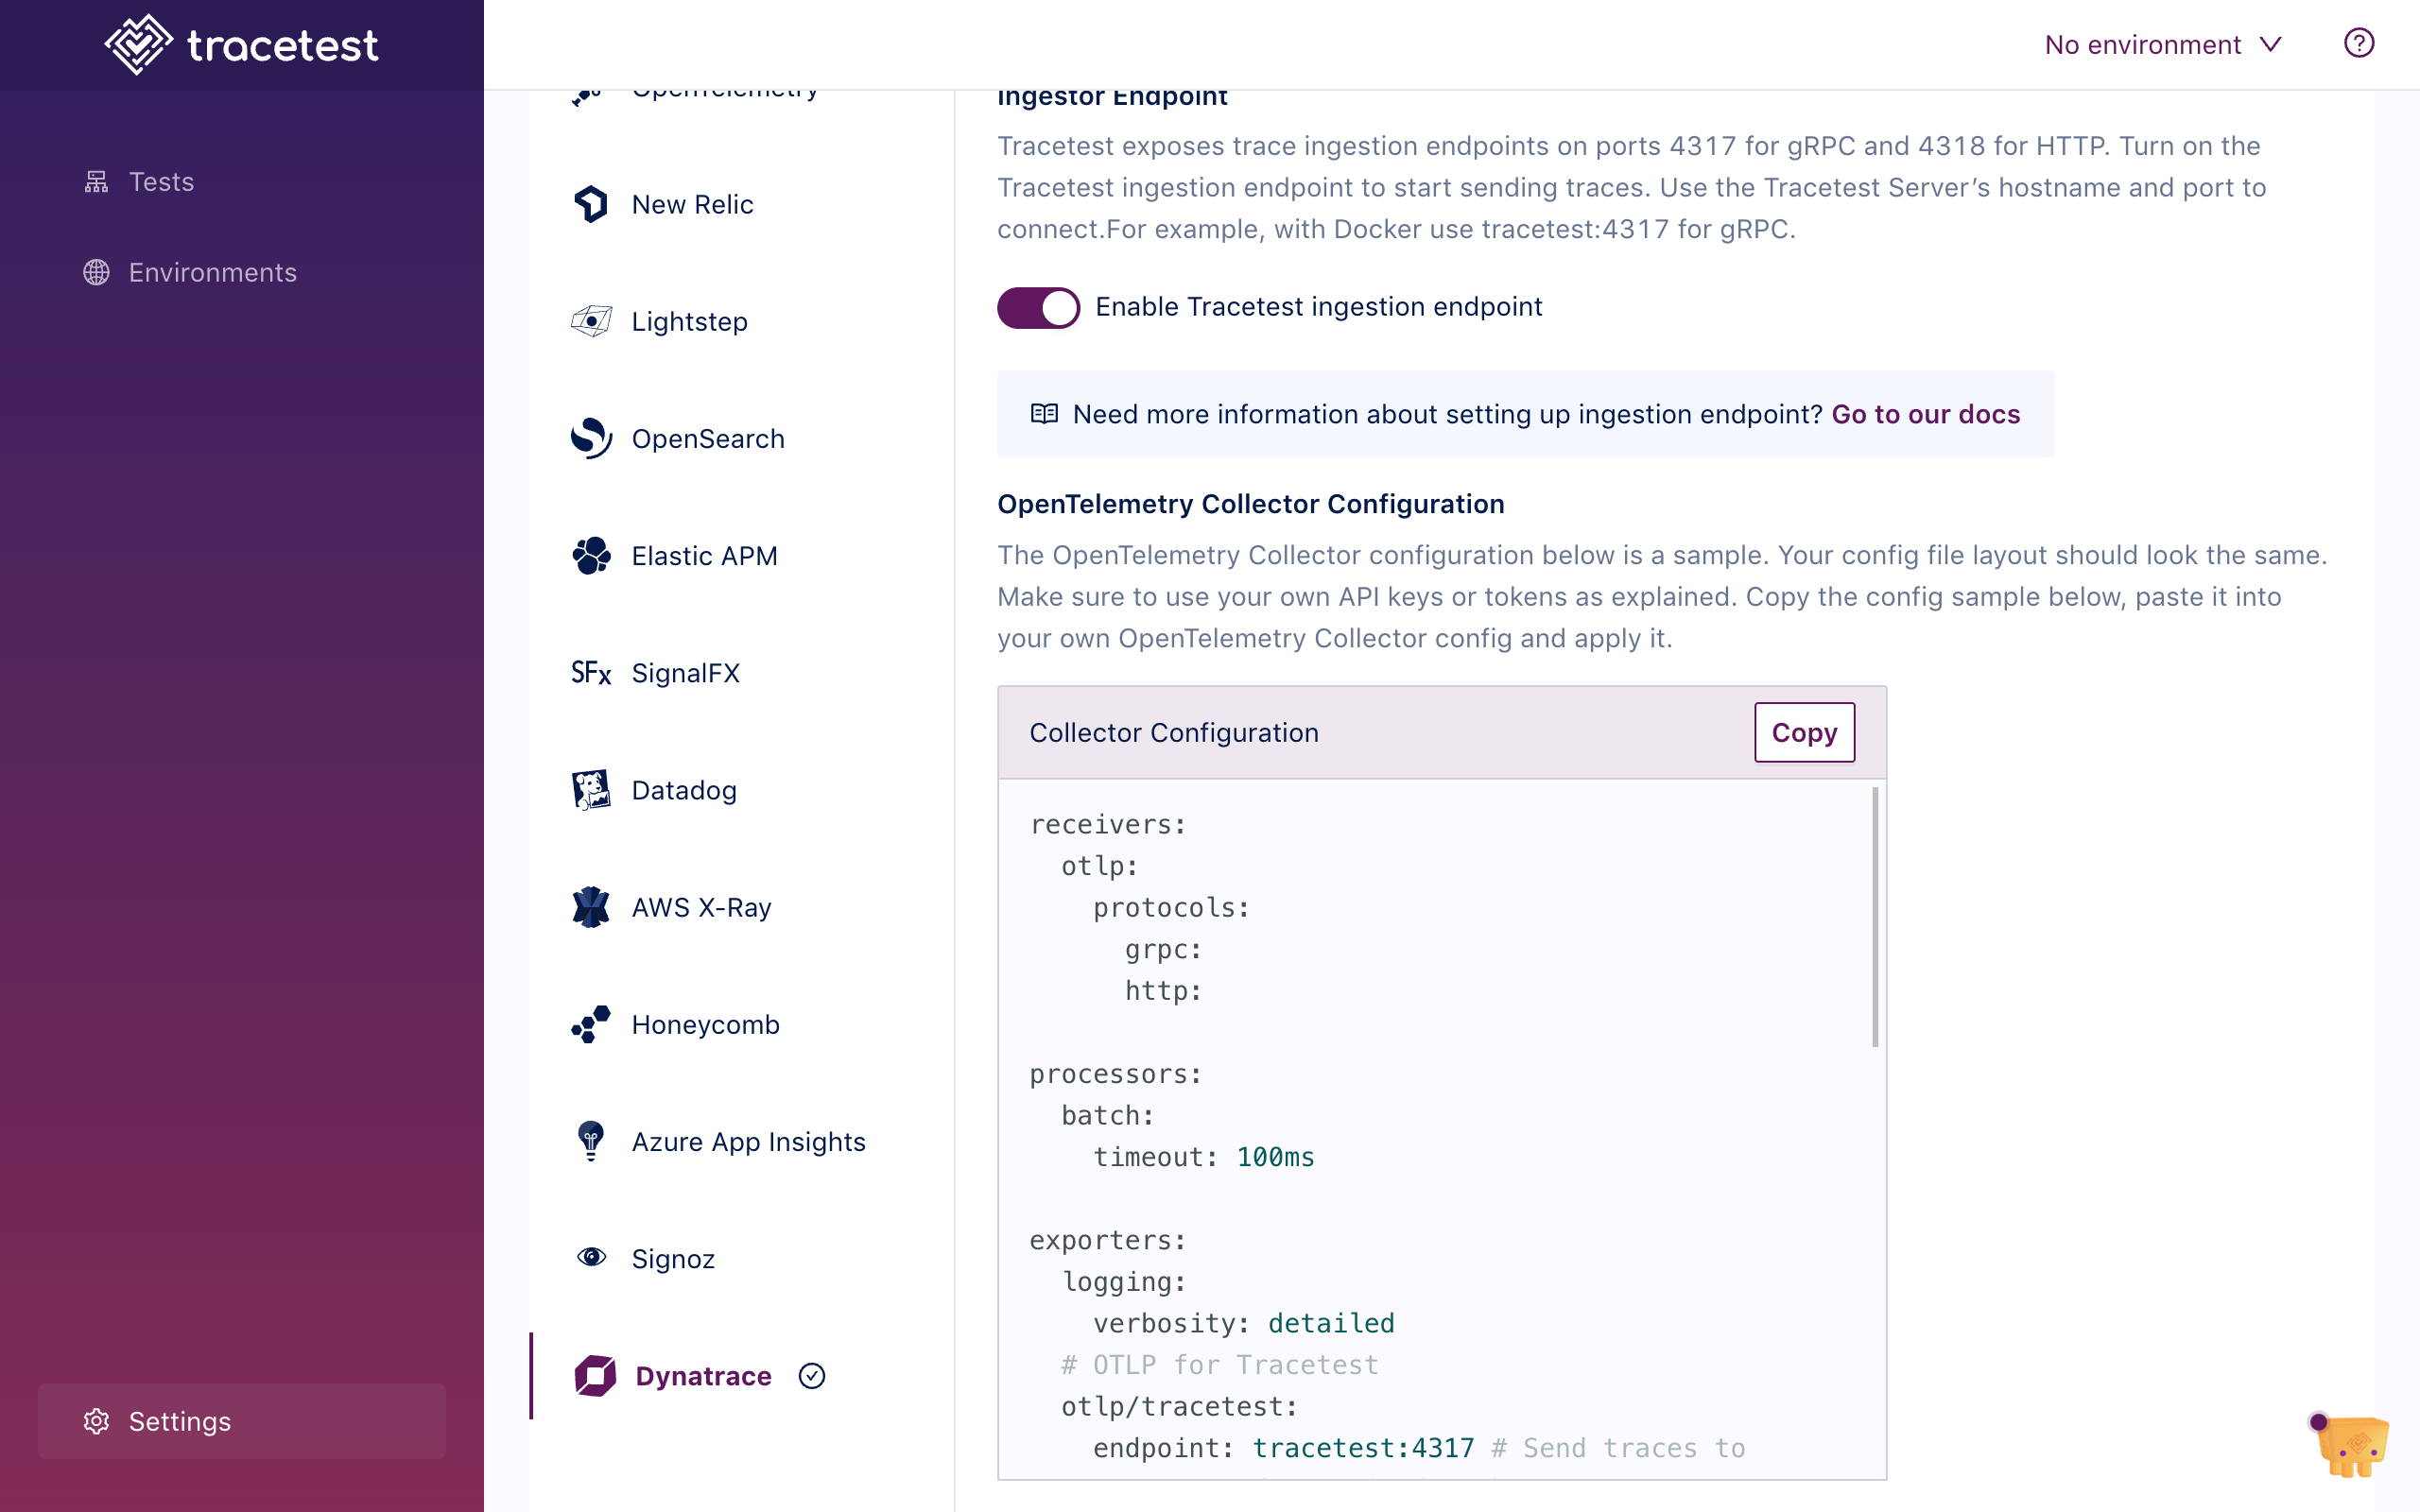 tracetest
No environment
Tests
Environments
Settings
OpenTelemetry
New Relic
Lightstep
OpenSearch
Elastic APM
SFx SignalFX
Datadog
AWS X-Ray
Honeycomb
Azure App Insights
Signoz
Dynatrace
Ingestor Endpoint
Tracetest exposes trace ingestion endpoints on ports 4317 for gRPC and 4318 for HTTP. Turn on the
Tracetest ingestion endpoint to start sending traces. Use the Tracetest Server’s hostname and port to
connect.For example, with Docker use tracetest:4317 for gRPC.
Enable Tracetest ingestion endpoint
Need more information about setting up ingestion endpoint? Go to our docs
OpenTelemetry Collector Configuration
The OpenTelemetry Collector configuration below is a sample. Your config file layout should look the same.
Make sure to use your own API keys or tokens as explained. Copy the config sample below, paste it into
your own OpenTelemetry Collector config and apply it.
Collector Configuration
Copy
receivers:
  otlp:
    protocols:
      grpc:
      http:
processors:
  batch:
    timeout: 100ms
exporters:
  logging:
    verbosity: detailed
  # OTLP for Tracetest
  otlp/tracetest:
    endpoint: tracetest:4317 # Send traces to